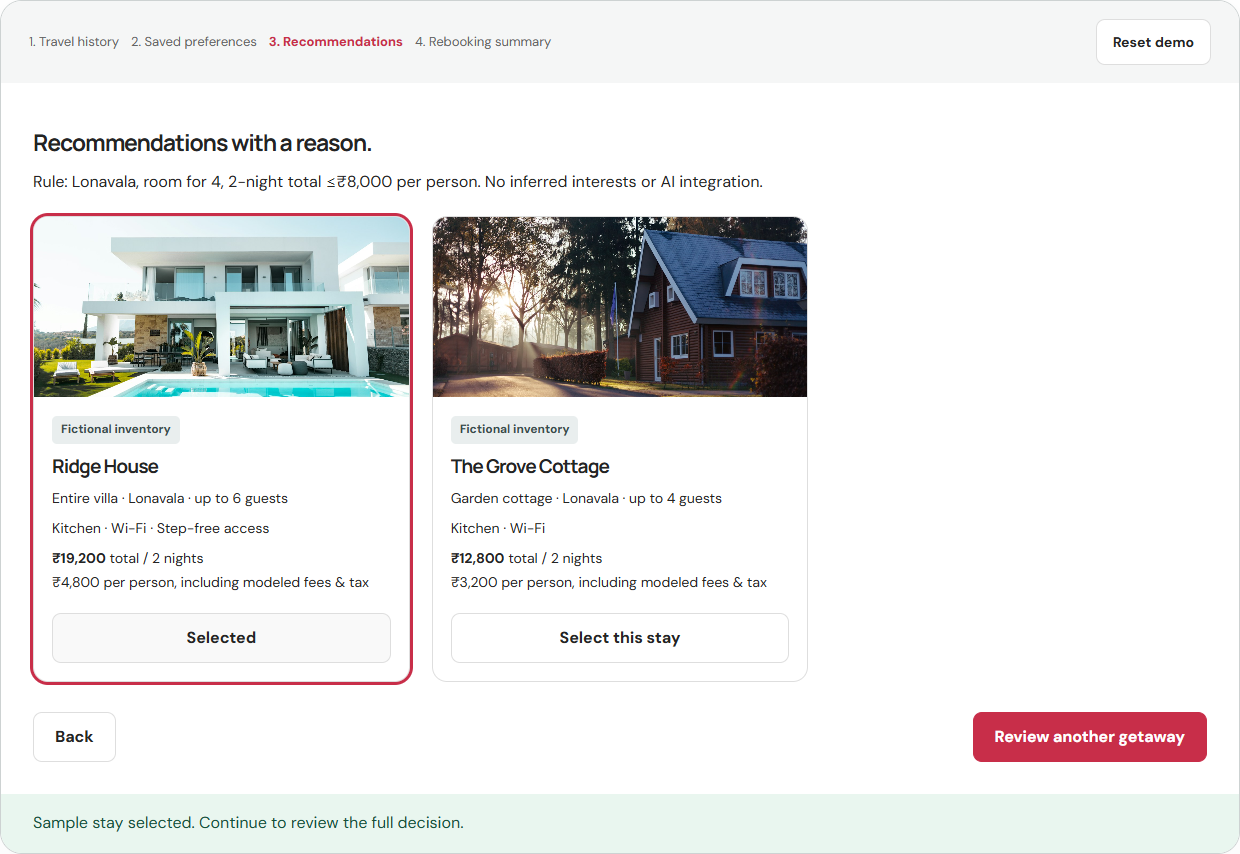 1. Travel history 2. Saved preferences 3. Recommendations 4. Rebooking summary
Reset demo
Recommendations with a reason.
Rule: Lonavala, room for 4, 2-night total ≤₹8,000 per person. No inferred interests or AI integration.
Fictional inventory
Ridge House
Entire villa · Lonavala · up to 6 guests
Kitchen · Wi-Fi · Step-free access
₹19,200 total / 2 nights
₹4,800 per person, including modeled fees & tax
Selected
Fictional inventory
The Grove Cottage
Garden cottage · Lonavala · up to 4 guests
Kitchen · Wi-Fi
₹12,800 total / 2 nights
₹3,200 per person, including modeled fees & tax
Select this stay
Back
Review another getaway
Sample stay selected. Continue to review the full decision.